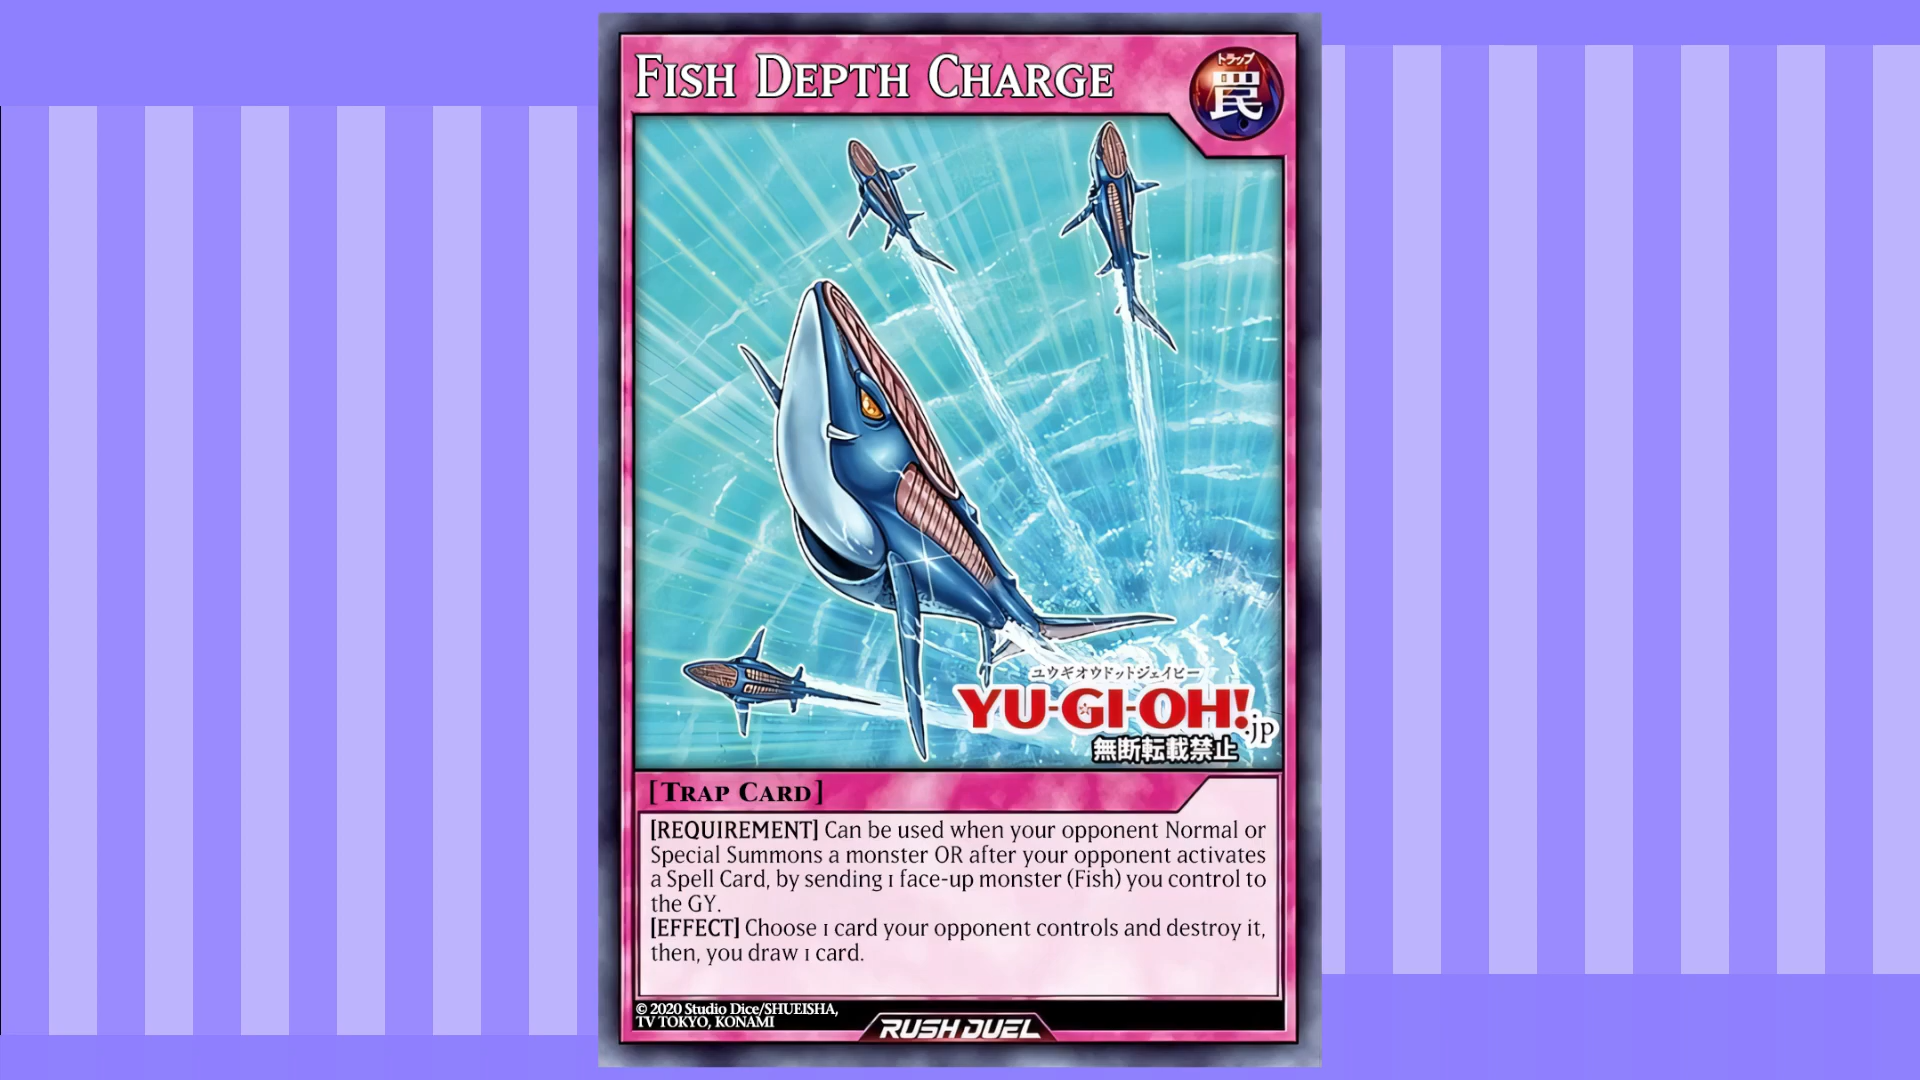 FISH DEPTH CHARGE
トラップ
罠
ユウギオウドットジェイピー
YU-GI-OH!
.jp
無断転載禁止
[TRAP CARD]
[REQUIREMENT] Can be used when your opponent Normal or
Special Summons a monster OR after your opponent activates
a Spell Card, by sending 1 face-up monster (Fish) you control to
the GY.
[EFFECT] Choose 1 card your opponent controls and destroy it,
then, you draw 1 card.
© 2020 Studio Dice/SHUEISHA,
TV TOKYO, KONAMI
RUSH DUEL